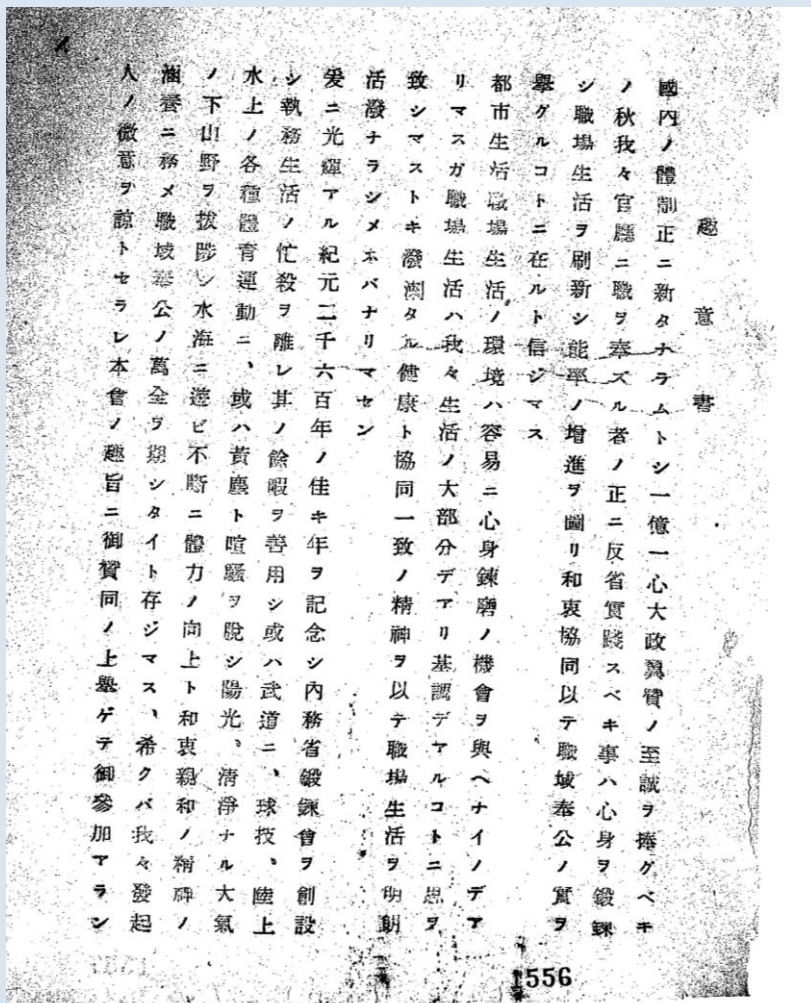 趣意書
國内ノ體制正ニ新タナラムトシ一億一心大政翼賛ノ至誠ヲ捧グベキ
ノ秋我々官廳ニ職ヲ奉ズル者ノ正ニ反省實踐スベキ事ハ心身ヲ鍛錬
シ職場生活ヲ刷新シ能率ノ增進ヲ圖リ和衷協同以テ職域奉公ノ實ヲ
擧グルコトニ在ルト信ジマス
都市生活職場生活ノ環境ハ容易ニ心身錬磨ノ機會ヲ與ヘナイノデア
リマスガ職場生活ハ我々生活ノ大部分デアリ基調デアルコトニ思ヲ
致シマストキ潑溂タル健康ト協同一致ノ精神ヲ以テ職場生活ヲ明朗
活潑ナラシメネバナリマセン
爰ニ光輝アル紀元二千六百年ノ佳キ年ヲ記念シ内務省鍛錬會ヲ創設
シ執務生活ノ忙殺ヲ離レ其ノ餘暇ヲ善用シ或ハ武道ニ、球技、陸上
水上ノ各種體育運動ニ、或ハ黃塵ト喧騷ヲ脫シ陽光、清淨ナル大氣
ノ下山野ヲ拔踄シ水海ニ遊ビ不斷ニ體力ノ向上ト和衷親和ノ精神ノ
涵養ニ務メ職域奉公ノ萬全ヲ期シタイト存ジマス、希クバ我々發起
人ノ微意ヲ諒トセラレ本會ノ趣旨ニ御賛同ノ上擧ゲテ御參加アラン
1556